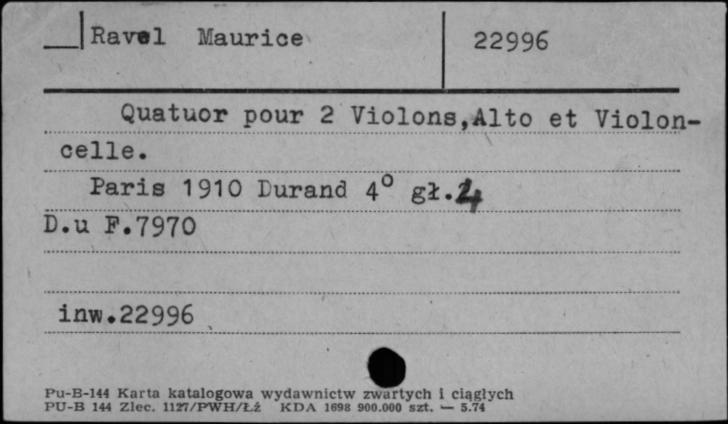 Ravel Maurice 22996
Quatuor pour 2 Violons,Alto et Violon-
celle.
Paris 1910 Durand 4° gł.4
D.u F.7970
inw.22996
Pu-B-144 Karta katalogowa wydawnictw zwartych i ciągłych
PU-B 144 Zlec. 1127/PWH/Łż KDA 1698 900.000 szt. — 5.74